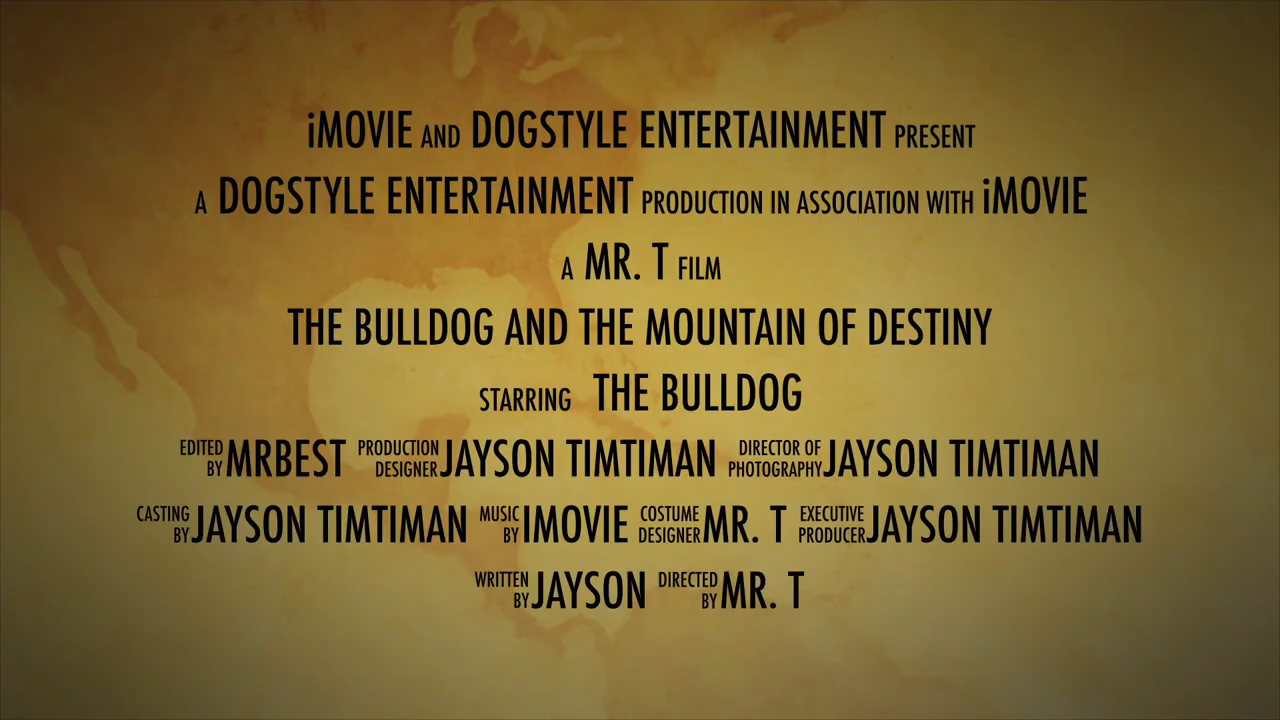 iMOVIE AND DOGSTYLE ENTERTAINMENT PRESENT
A DOGSTYLE ENTERTAINMENT PRODUCTION IN ASSOCIATION WITH iMOVIE
A MR. T FILM
THE BULLDOG AND THE MOUNTAIN OF DESTINY
STARRING THE BULLDOG
EDITED BY MRBEST PRODUCTION DESIGNER JAYSON TIMTIMAN DIRECTOR OF PHOTOGRAPHY JAYSON TIMTIMAN
CASTING BY JAYSON TIMTIMAN MUSIC BY IMOVIE COSTUME DESIGNER MR. T EXECUTIVE PRODUCER JAYSON TIMTIMAN
WRITTEN BY JAYSON DIRECTED BY MR. T